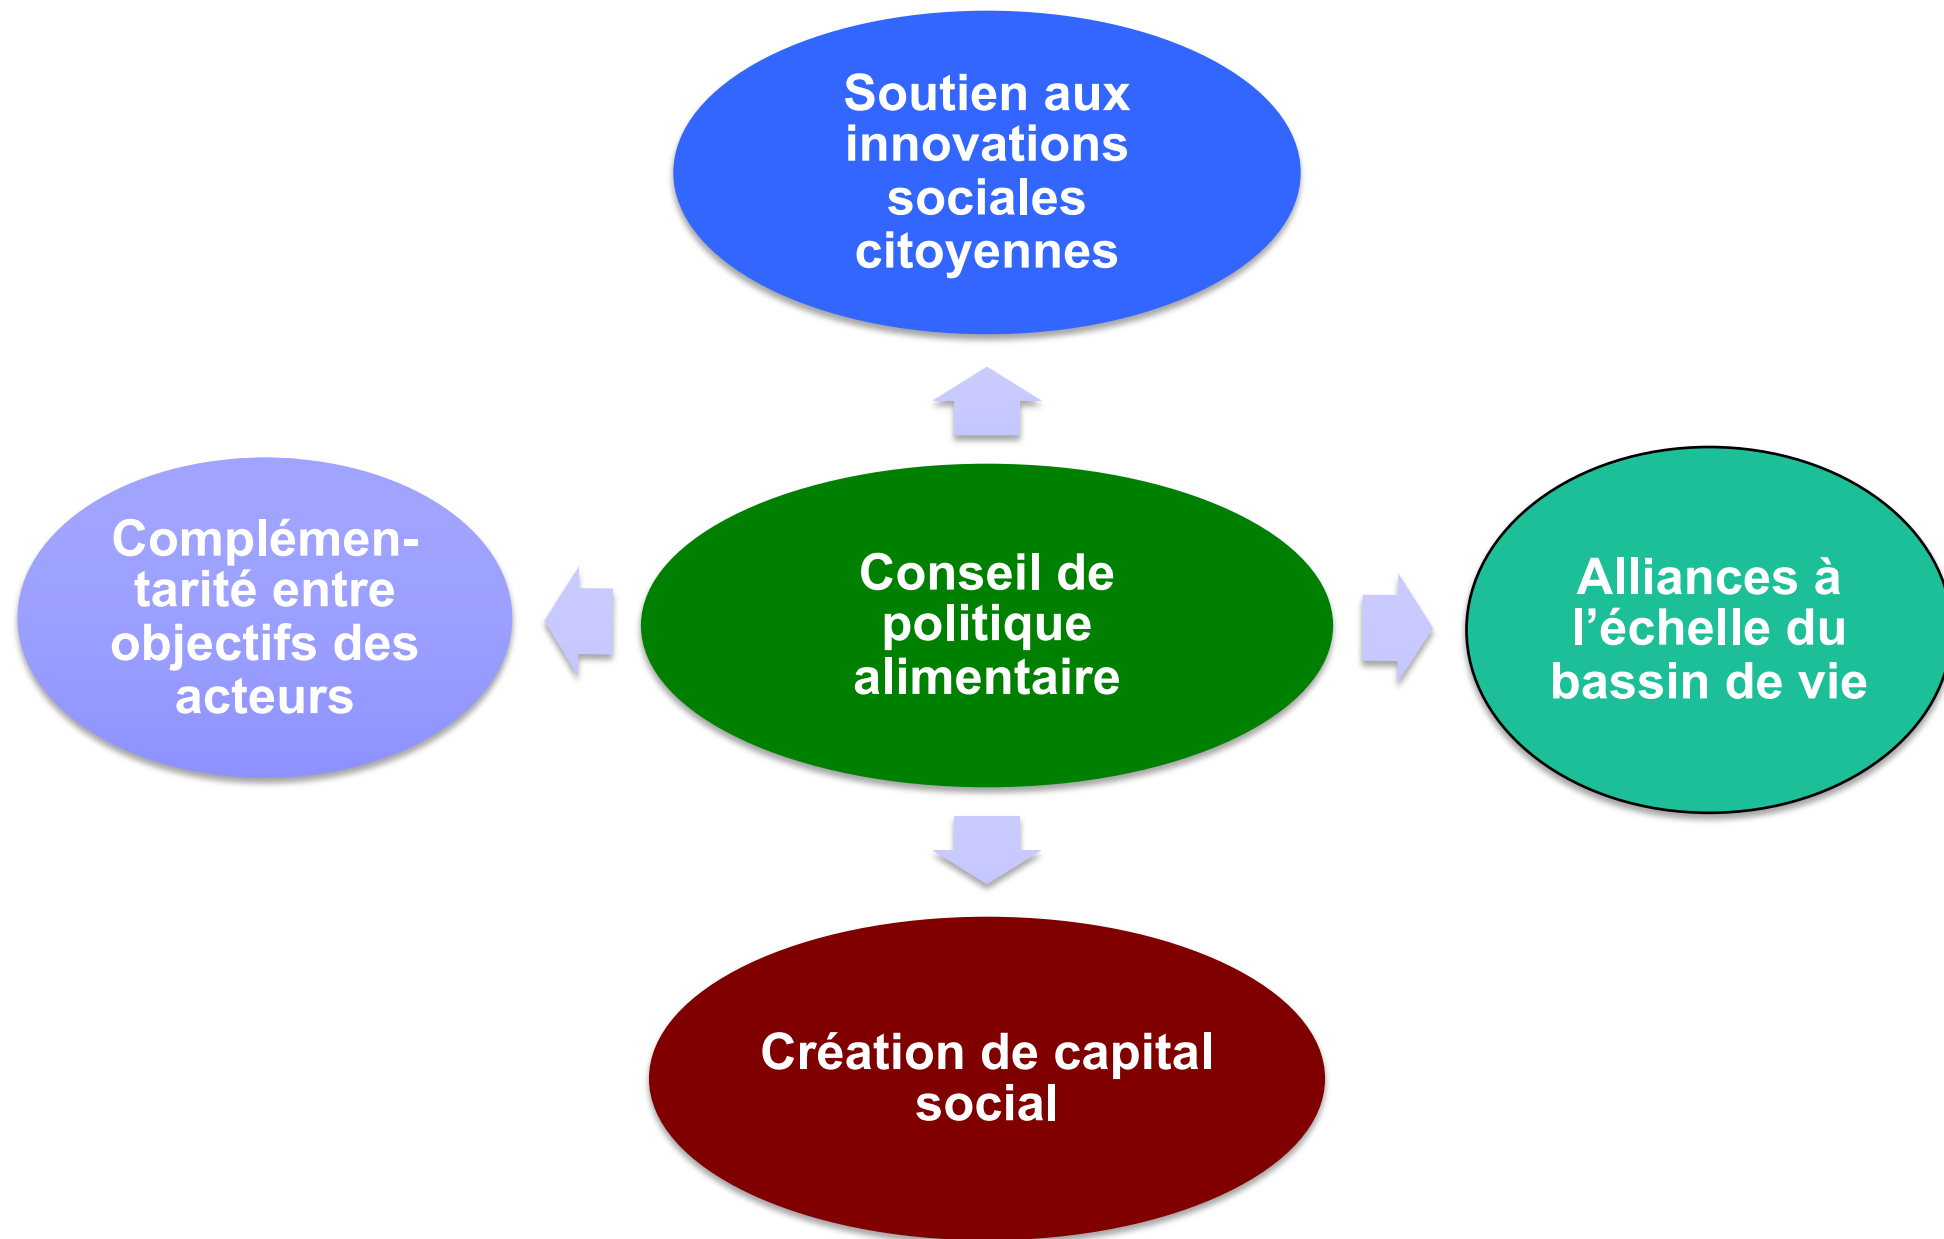 Soutien aux
innovations
sociales
citoyennes
Complémen-
tarité entre
objectifs des
acteurs
Conseil de
politique
alimentaire
Alliances à
l’échelle du
bassin de vie
Création de capital
social